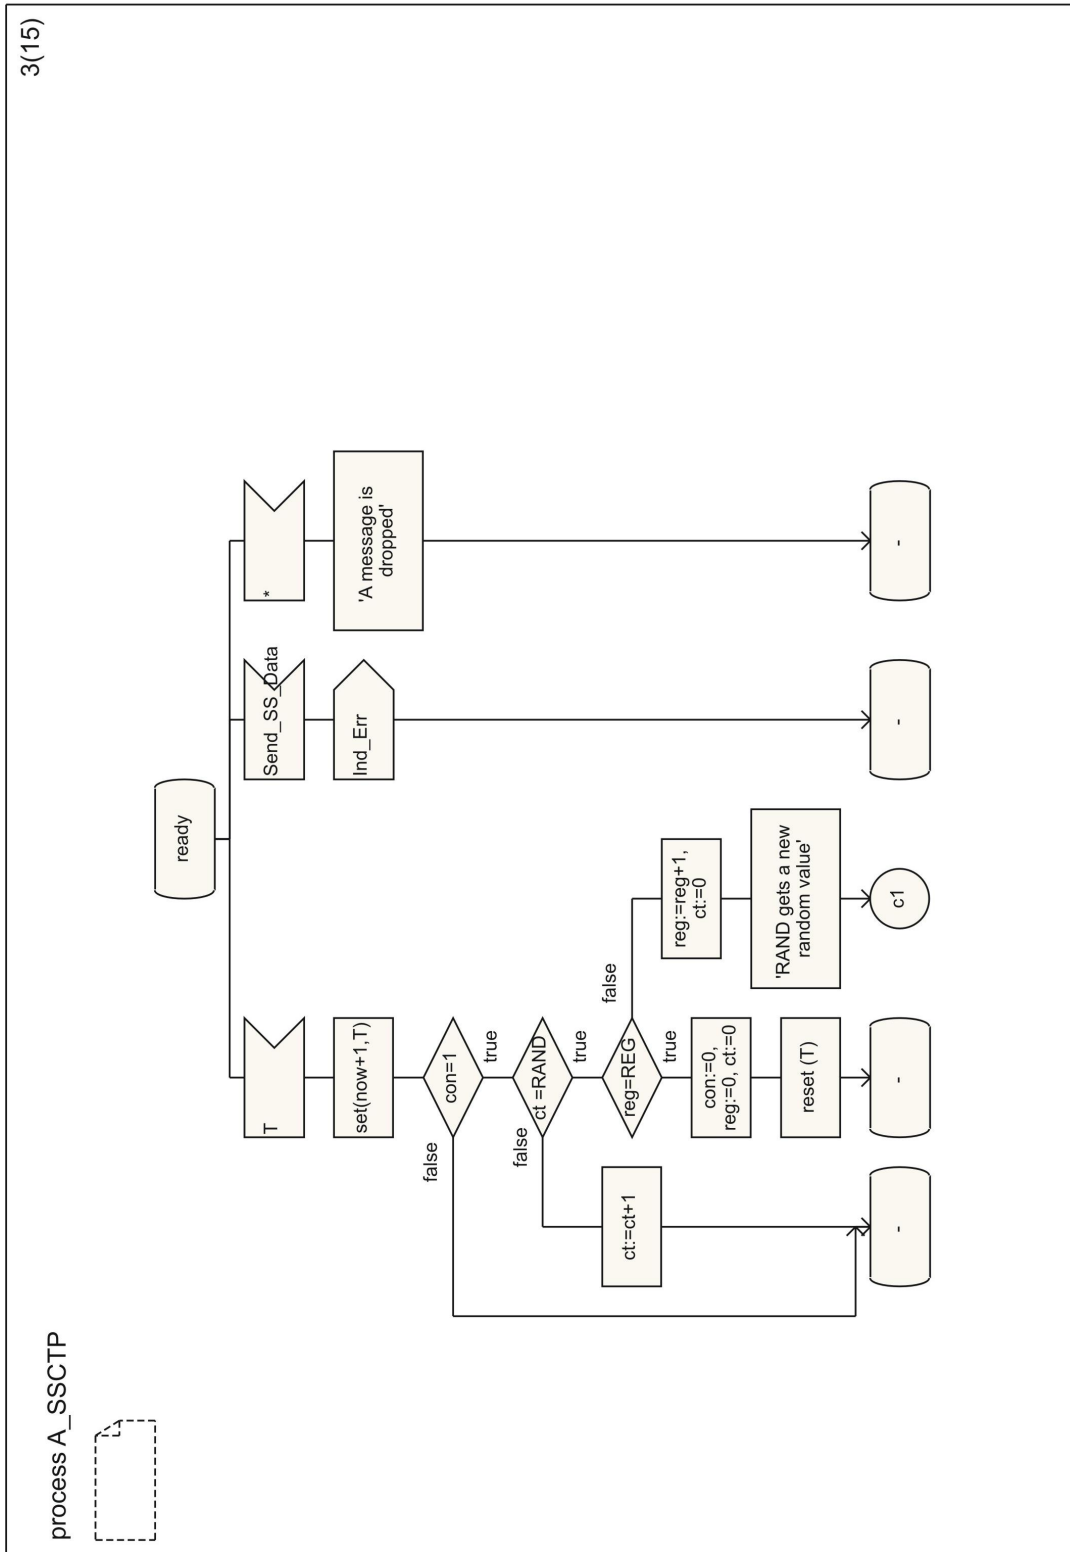 process A_SSCTP
3(15)
ready
T
Send_SS_Data
*
set(now+1,T)
Ind_Err
'A message is
dropped'
con=1
false
true
ct =RAND
false
true
reg=REG
false
true
ct:=ct+1
con:=0,
reg:=0, ct:=0
reg:=reg+1,
ct:=0
reset (T)
'RAND gets a new
random value'
-
-
c1
-
-